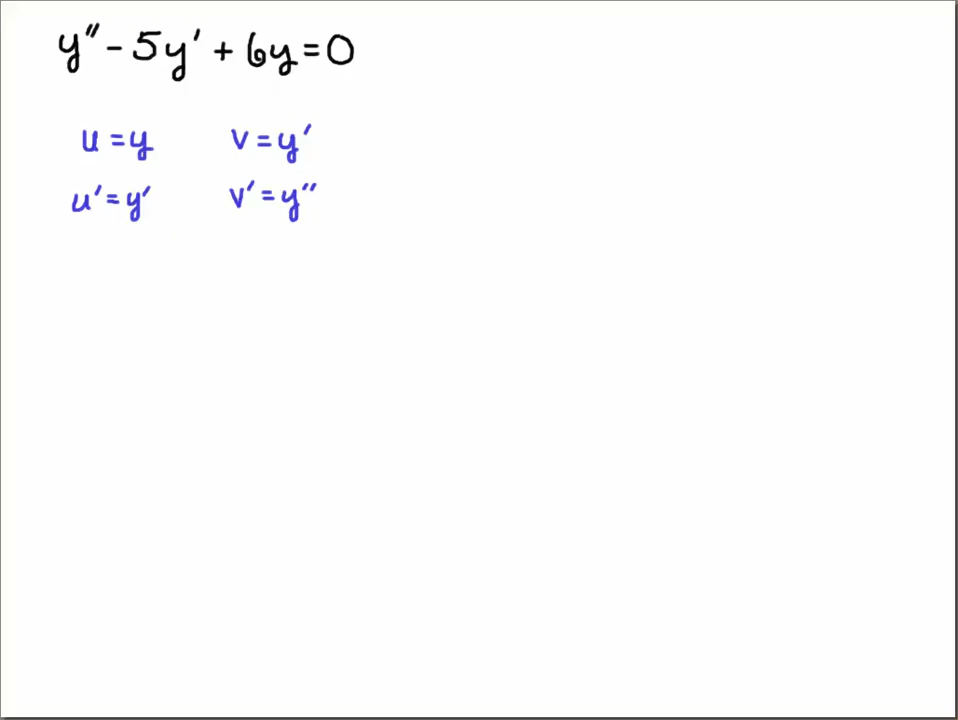 y'' - 5y' + 6y = 0
u = y v = y'
u' = y' v' = y''